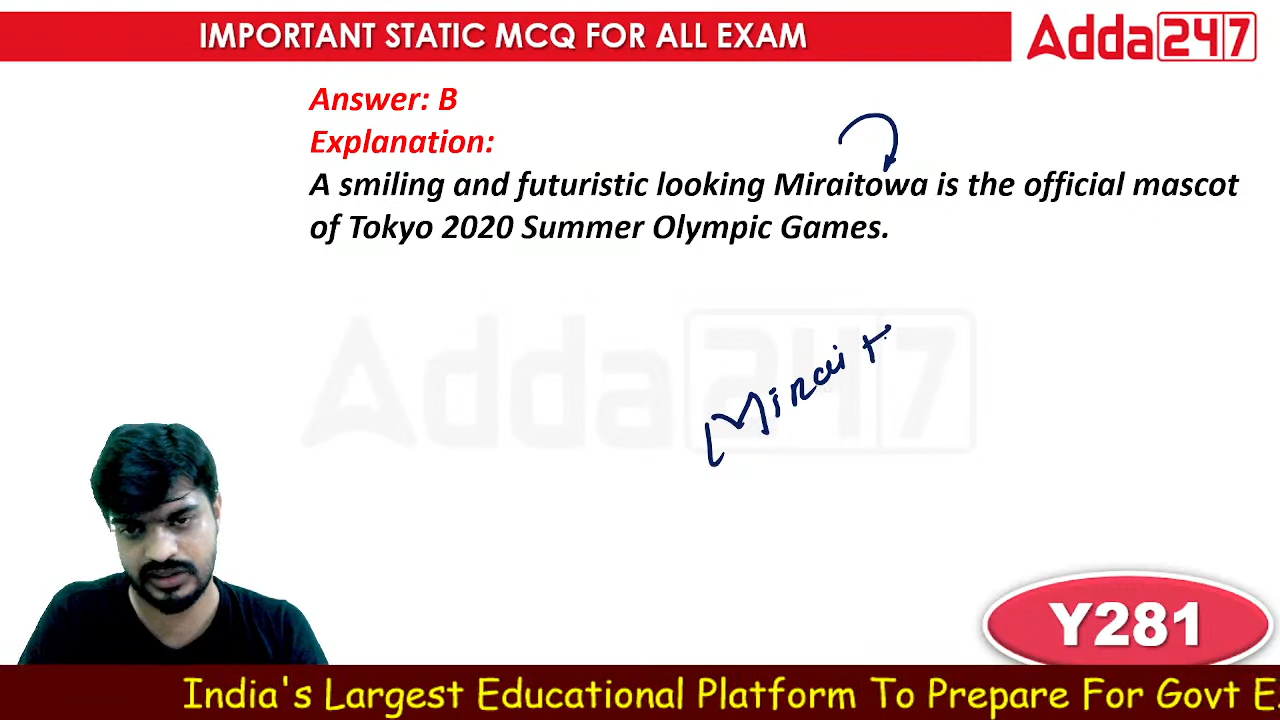 IMPORTANT STATIC MCQ FOR ALL EXAM
Adda247
Answer: B
Explanation:
A smiling and futuristic looking Miraitowa is the official mascot
of Tokyo 2020 Summer Olympic Games.
Adda247
Mirait
Y281
India's Largest Educational Platform To Prepare For Govt E